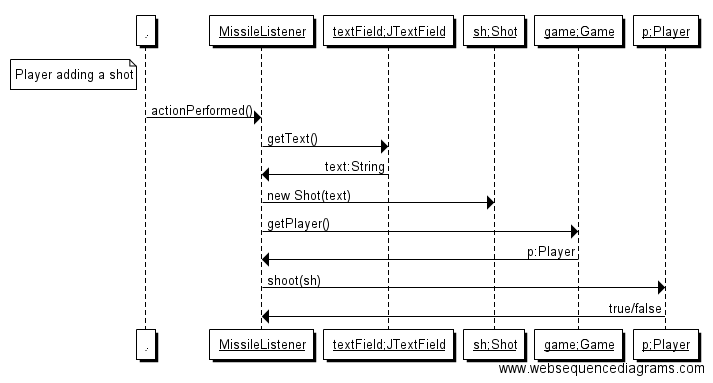 .
MissileListener
textField;JTextField
sh;Shot
game;Game
p;Player
Player adding a shot
actionPerformed()
getText()
text:String
new Shot(text)
getPlayer()
p:Player
shoot(sh)
true/false
.
MissileListener
textField;JTextField
sh;Shot
game;Game
p;Player
www.websequencediagrams.com